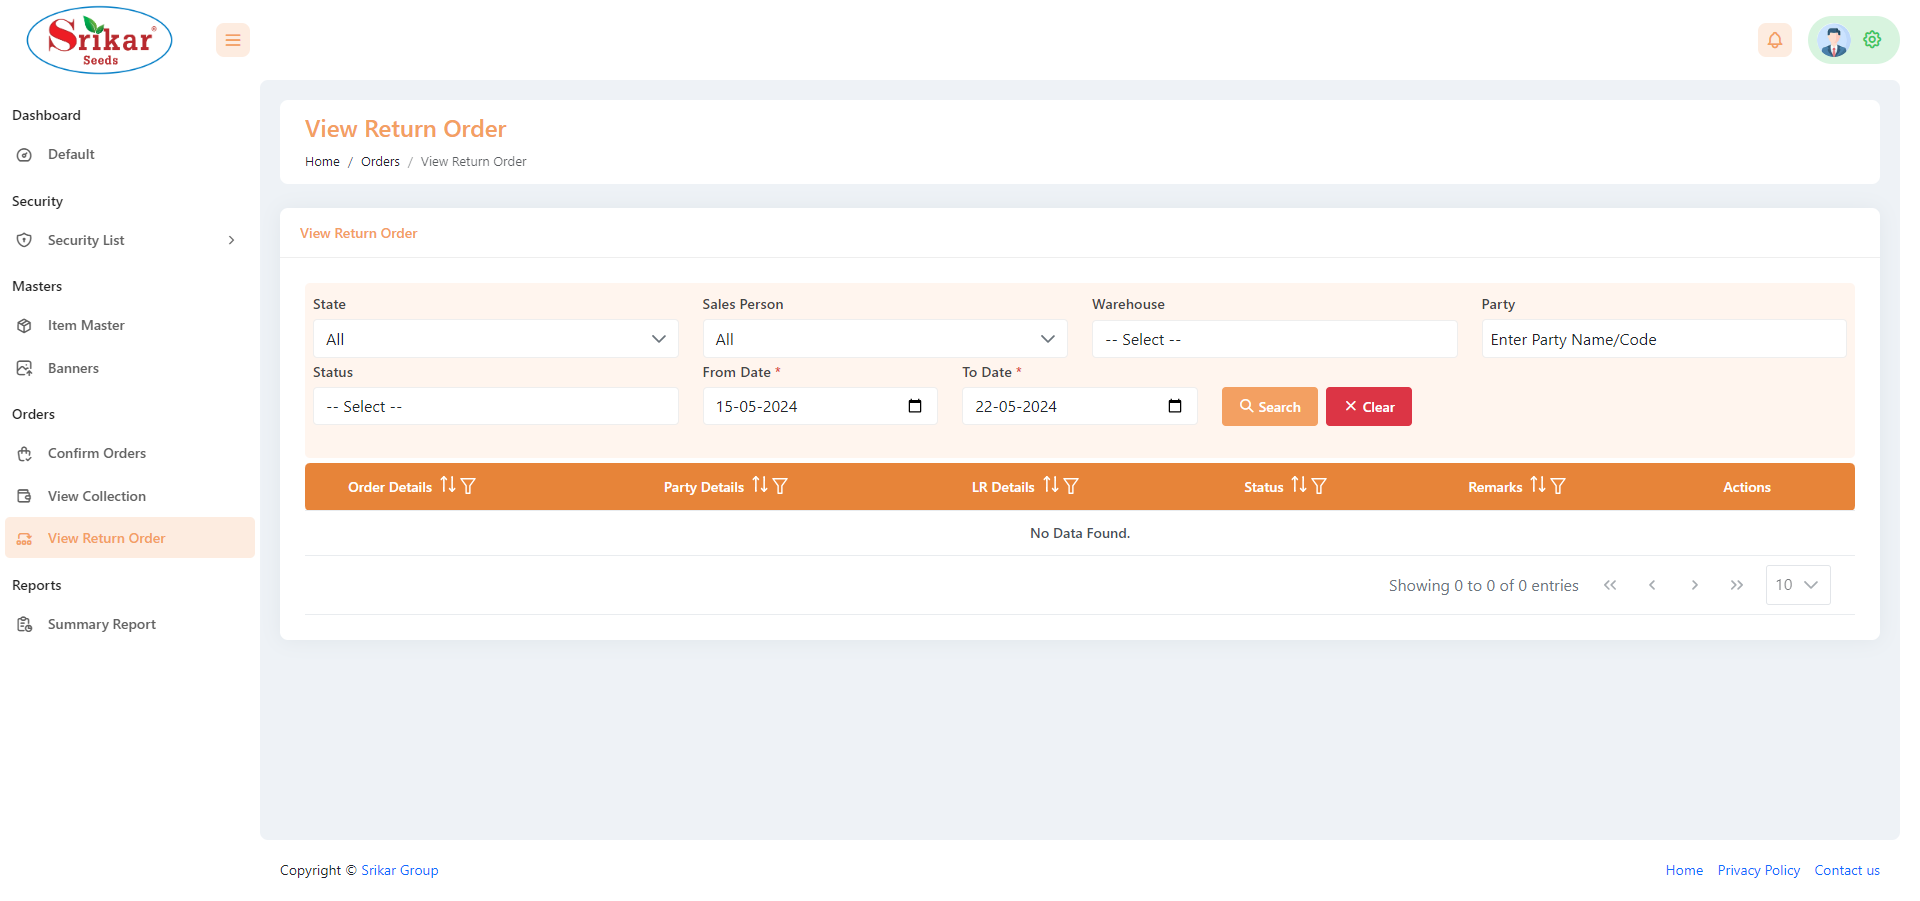 Srikar®
Seeds
Dashboard
Default
Security
Security List
Masters
Item Master
Banners
Orders
Confirm Orders
View Collection
View Return Order
Reports
Summary Report
View Return Order
Home / Orders / View Return Order
View Return Order
State Sales Person Warehouse Party
All All -- Select -- Enter Party Name/Code
Status From Date * To Date *
-- Select -- 15-05-2024 22-05-2024 Search Clear
Order Details Party Details LR Details Status Remarks Actions
No Data Found.
Showing 0 to 0 of 0 entries 10
Copyright © Srikar Group Home Privacy Policy Contact us